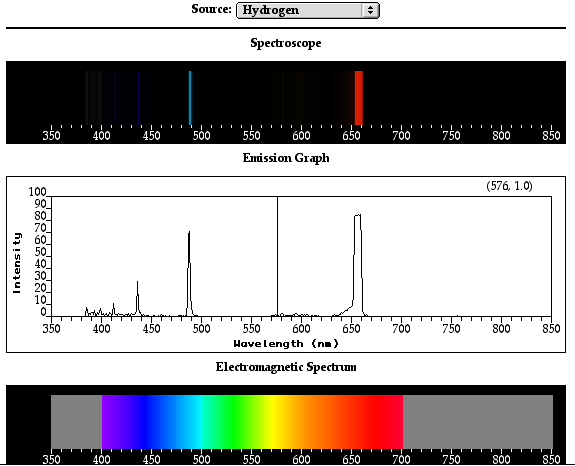 Source: Hydrogen
Spectroscope
350 400 450 500 550 600 650 700 750 800 850
Emission Graph
(576, 1.0)
100
90
80
70
60
50
40
30
20
10
0
Intensity
350 400 450 500 550 600 650 700 750 800 850
Wavelength (nm)
Electromagnetic Spectrum
350 400 450 500 550 600 650 700 750 800 850